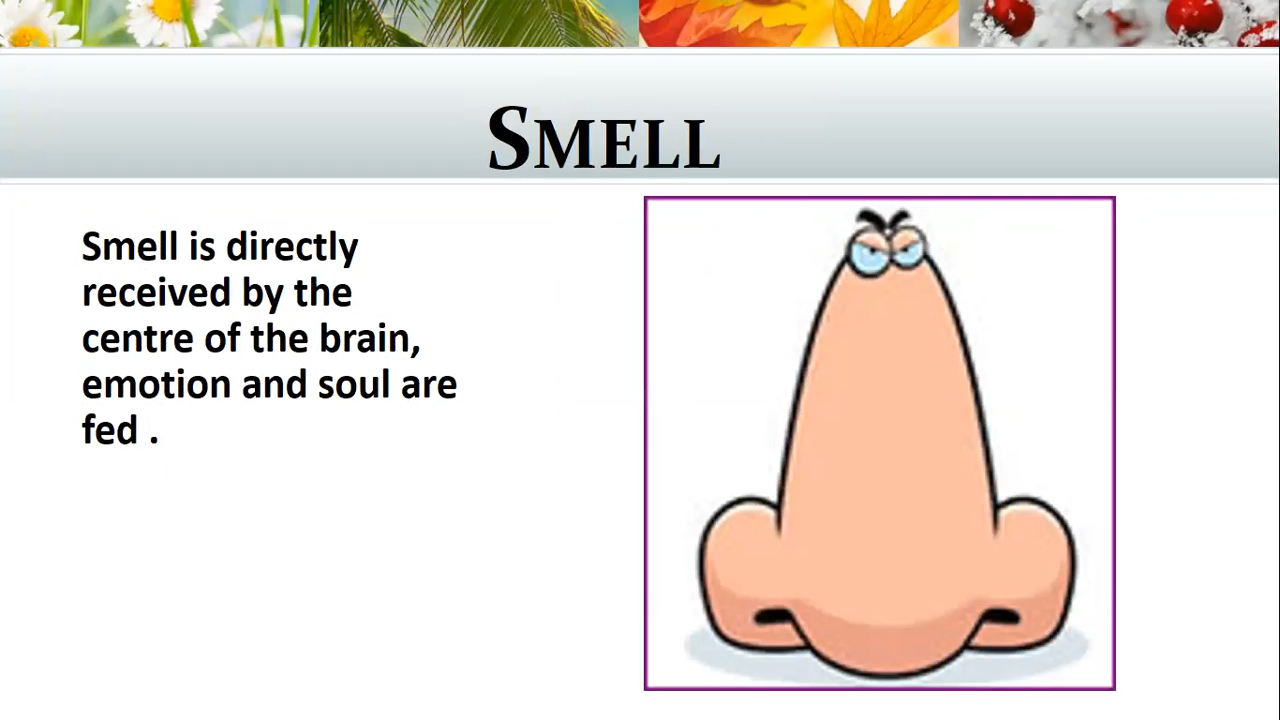 SMELL
Smell is directly
received by the
centre of the brain,
emotion and soul are
fed .